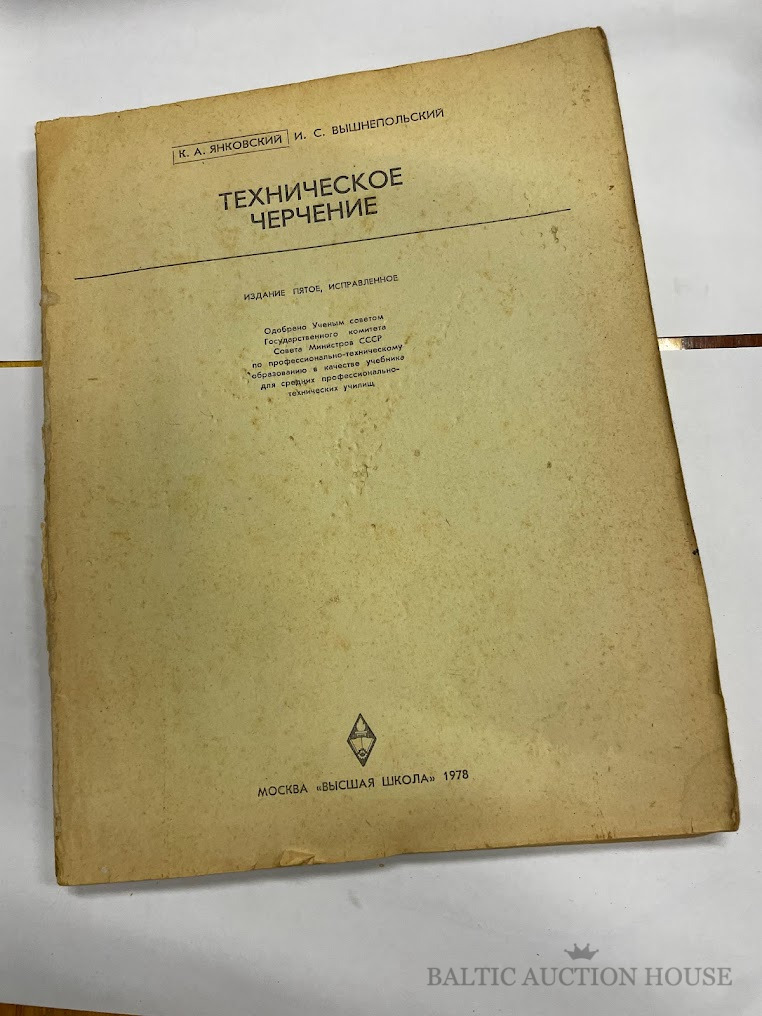 К. А. ЯНКОВСКИЙ И. С. ВЫШНЕПОЛЬСКИЙ
ТЕХНИЧЕСКОЕ
ЧЕРЧЕНИЕ
ИЗДАНИЕ ПЯТОЕ, ИСПРАВЛЕННОЕ
Одобрено Ученым советом
Государственного комитета
Совета Министров СССР
по профессионально-техническому
образованию в качестве учебника
для средних профессионально-
технических училищ
МОСКВА «ВЫСШАЯ ШКОЛА» 1978
BALTIC AUCTION HOUSE